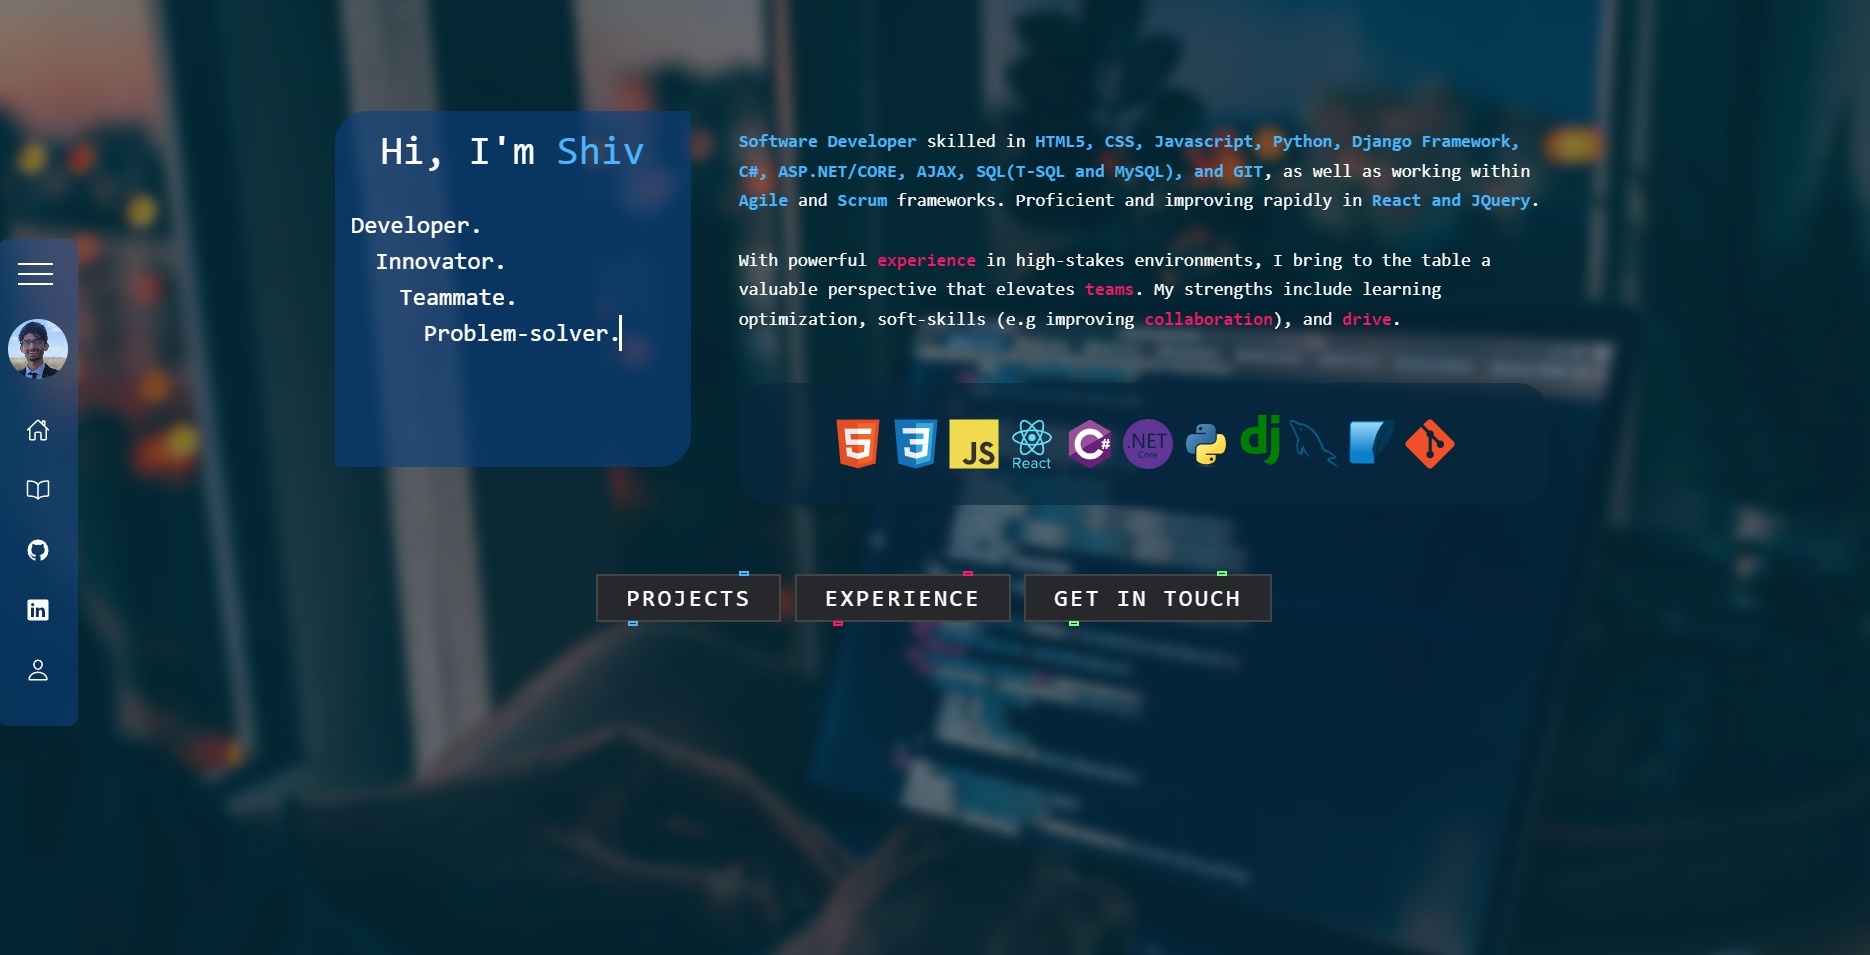 Hi, I'm Shiv
Developer.
Innovator.
Teammate.
Problem-solver.
Software Developer skilled in HTML5, CSS, Javascript, Python, Django Framework,
C#, ASP.NET/CORE, AJAX, SQL(T-SQL and MySQL), and GIT, as well as working within
Agile and Scrum frameworks. Proficient and improving rapidly in React and JQuery.
With powerful experience in high-stakes environments, I bring to the table a
valuable perspective that elevates teams. My strengths include learning
optimization, soft-skills (e.g improving collaboration), and drive.
5 3 JS React C# .NET Core dj
in
PROJECTS EXPERIENCE GET IN TOUCH